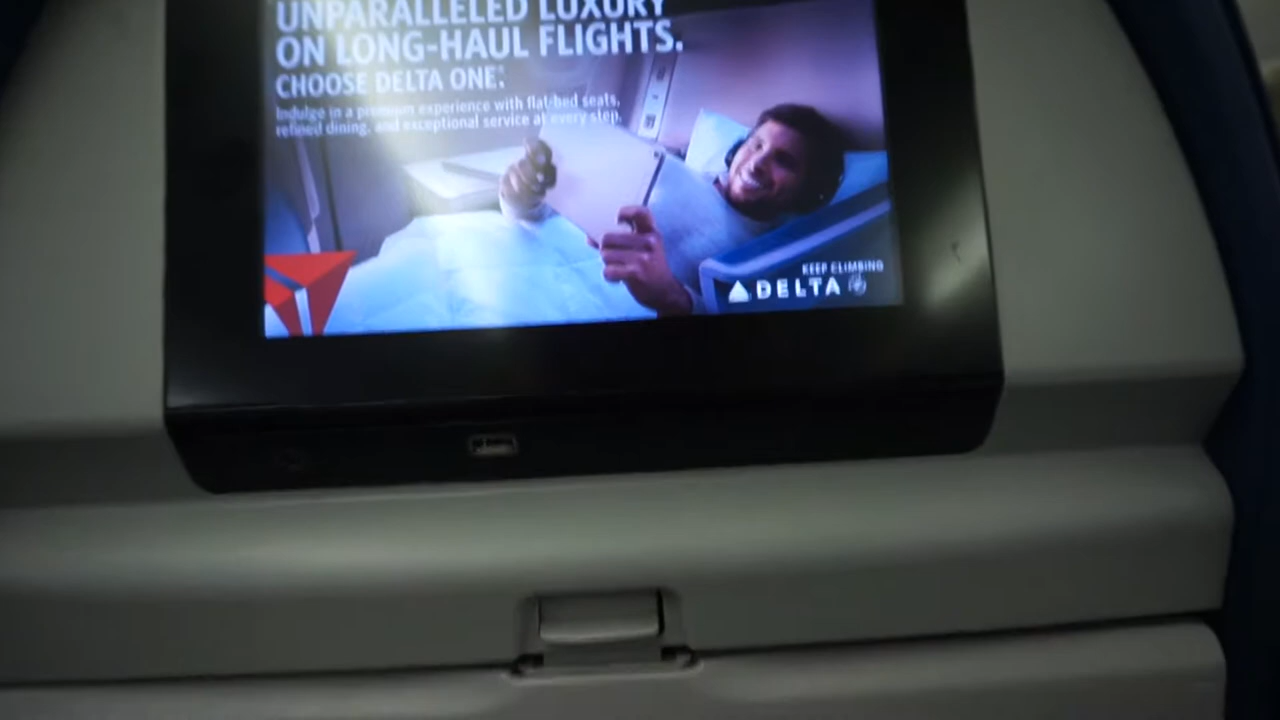 UNPARALLELED LUXURY
ON LONG-HAUL FLIGHTS.
CHOOSE DELTA ONE.
Indulge in a premium experience with flat-bed seats,
refined dining, and exceptional service at every step.
KEEP CLIMBING
DELTA